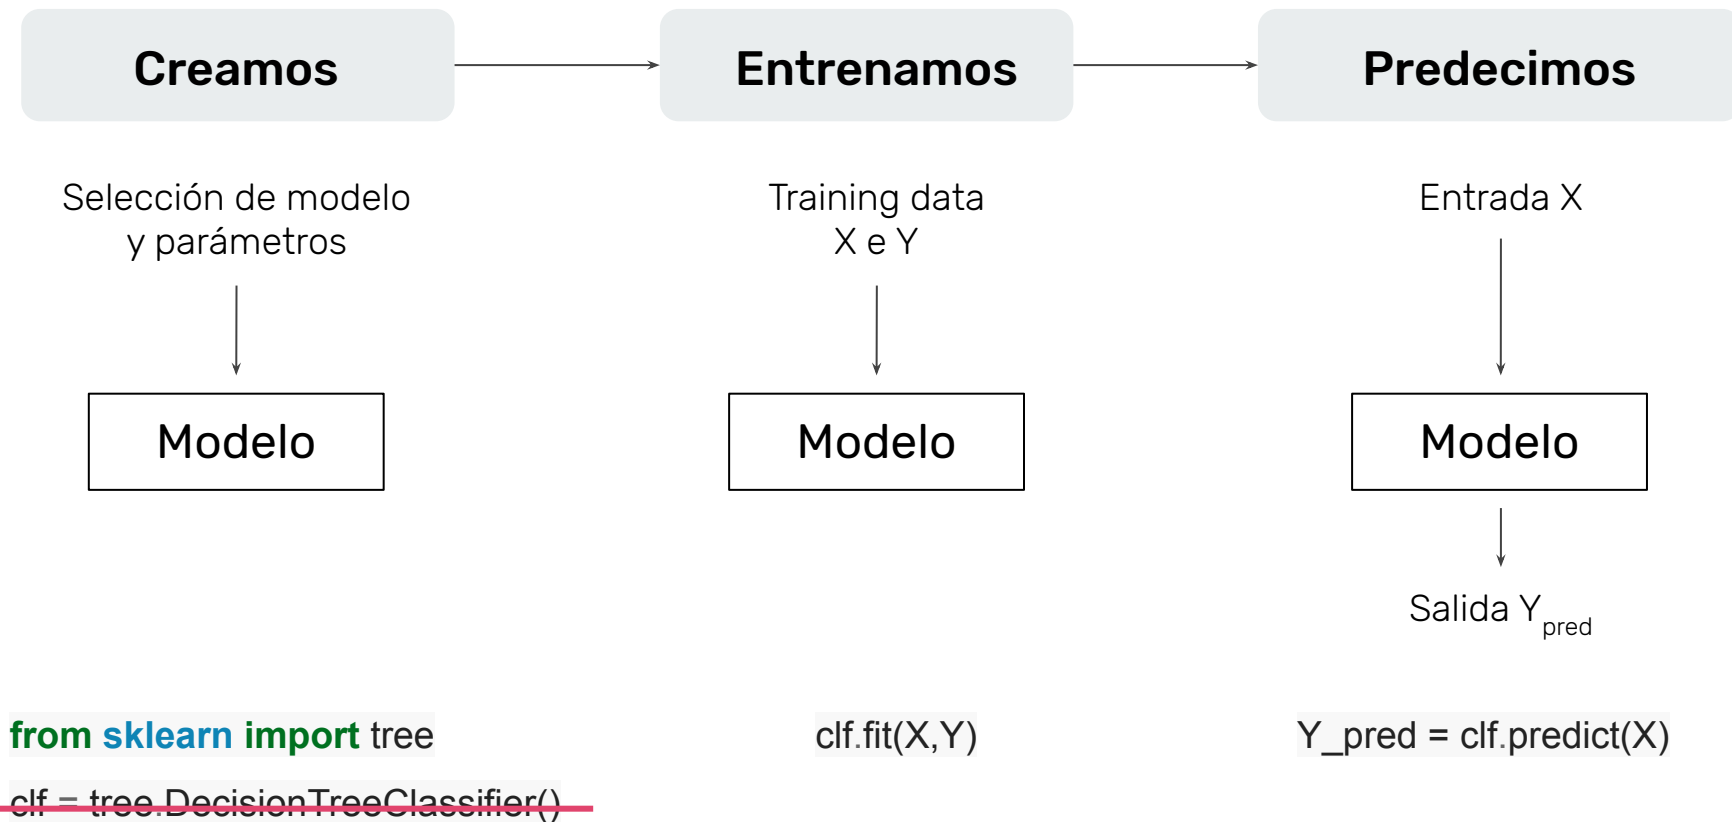 Creamos
Entrenamos
Predecimos
Selección de modelo
y parámetros
Training data
X e Y
Entrada X
Modelo
Modelo
Modelo
Salida Y pred
from sklearn import tree
clf.fit(X,Y)
Y_pred = clf.predict(X)
clf = tree.DecisionTreeClassifier()